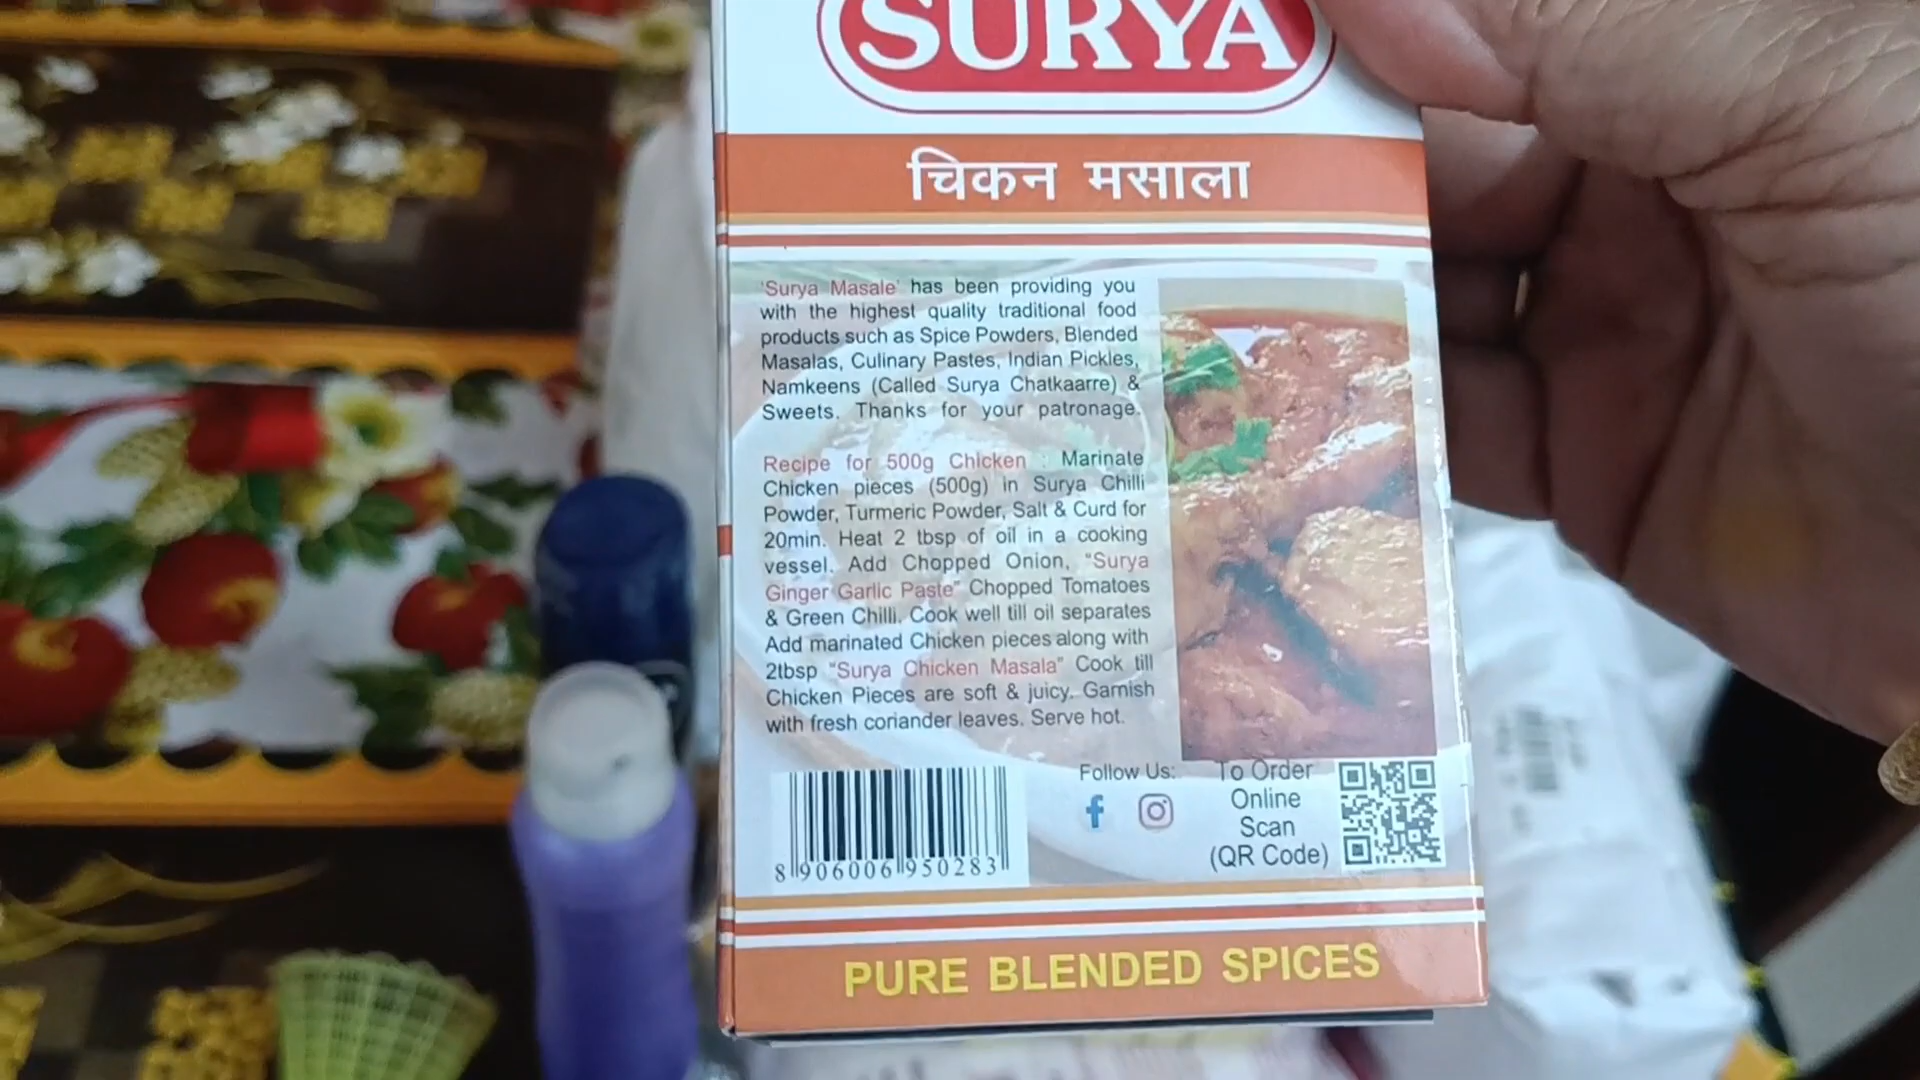 SURYA
चिकन मसाला
'Surya Masale' has been providing you
with the highest quality traditional food
products such as Spice Powders, Blended
Masalas, Culinary Pastes, Indian Pickles,
Namkeens (Called Surya Chatkaarre) &
Sweets. Thanks for your patronage.
Recipe for 500g Chicken : Marinate
Chicken pieces (500g) in Surya Chilli
Powder, Turmeric Powder, Salt & Curd for
20min. Heat 2 tbsp of oil in a cooking
vessel. Add Chopped Onion, "Surya
Ginger Garlic Paste" Chopped Tomatoes
& Green Chilli. Cook well till oil separates
Add marinated Chicken pieces along with
2tbsp "Surya Chicken Masala" Cook till
Chicken Pieces are soft & juicy. Garnish
with fresh coriander leaves. Serve hot.
8 906006 950283
Follow Us:
To Order
Online
Scan
(QR Code)
PURE BLENDED SPICES